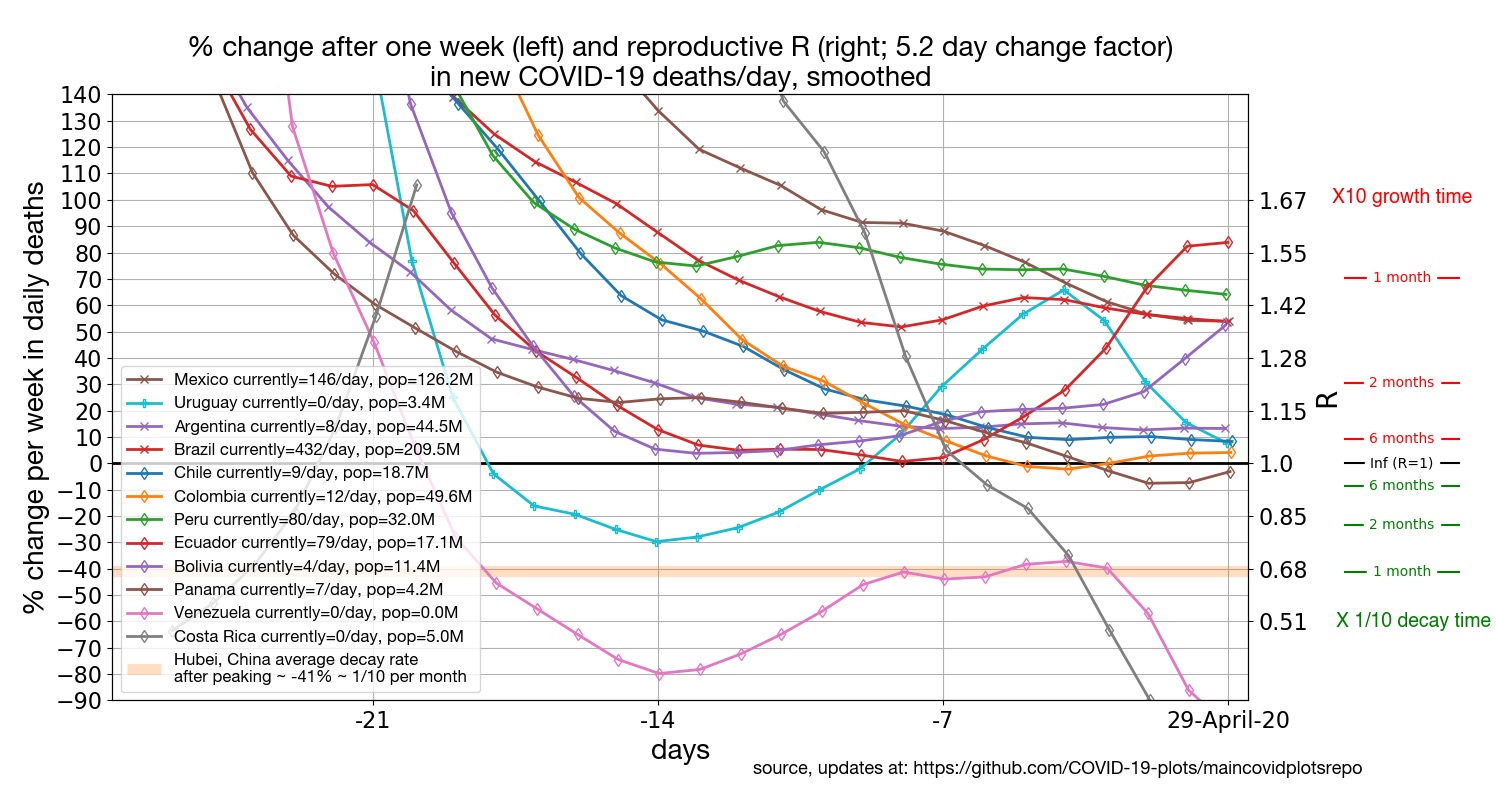 % change after one week (left) and reproductive R (right; 5.2 day change factor)
in new COVID-19 deaths/day, smoothed
% change per week in daily deaths
140
130
120
110
100
90
80
70
60
50
40
30
20
10
0
−10
−20
−30
−40
−50
−60
−70
−80
−90
Mexico currently=146/day, pop=126.2M
Uruguay currently=0/day, pop=3.4M
Argentina currently=8/day, pop=44.5M
Brazil currently=432/day, pop=209.5M
Chile currently=9/day, pop=18.7M
Colombia currently=12/day, pop=49.6M
Peru currently=80/day, pop=32.0M
Ecuador currently=79/day, pop=17.1M
Bolivia currently=4/day, pop=11.4M
Panama currently=7/day, pop=4.2M
Venezuela currently=0/day, pop=0.0M
Costa Rica currently=0/day, pop=5.0M
Hubei, China average decay rate
after peaking ~ -41% ~ 1/10 per month
1.67
1.55
1.42
1.28
1.15
1.0
0.85
0.68
0.51
R
X10 growth time
1 month
2 months
6 months
Inf (R=1)
6 months
2 months
1 month
X 1/10 decay time
-21
-14
-7
29-April-20
days
source, updates at: https://github.com/COVID-19-plots/maincovidplotsrepo